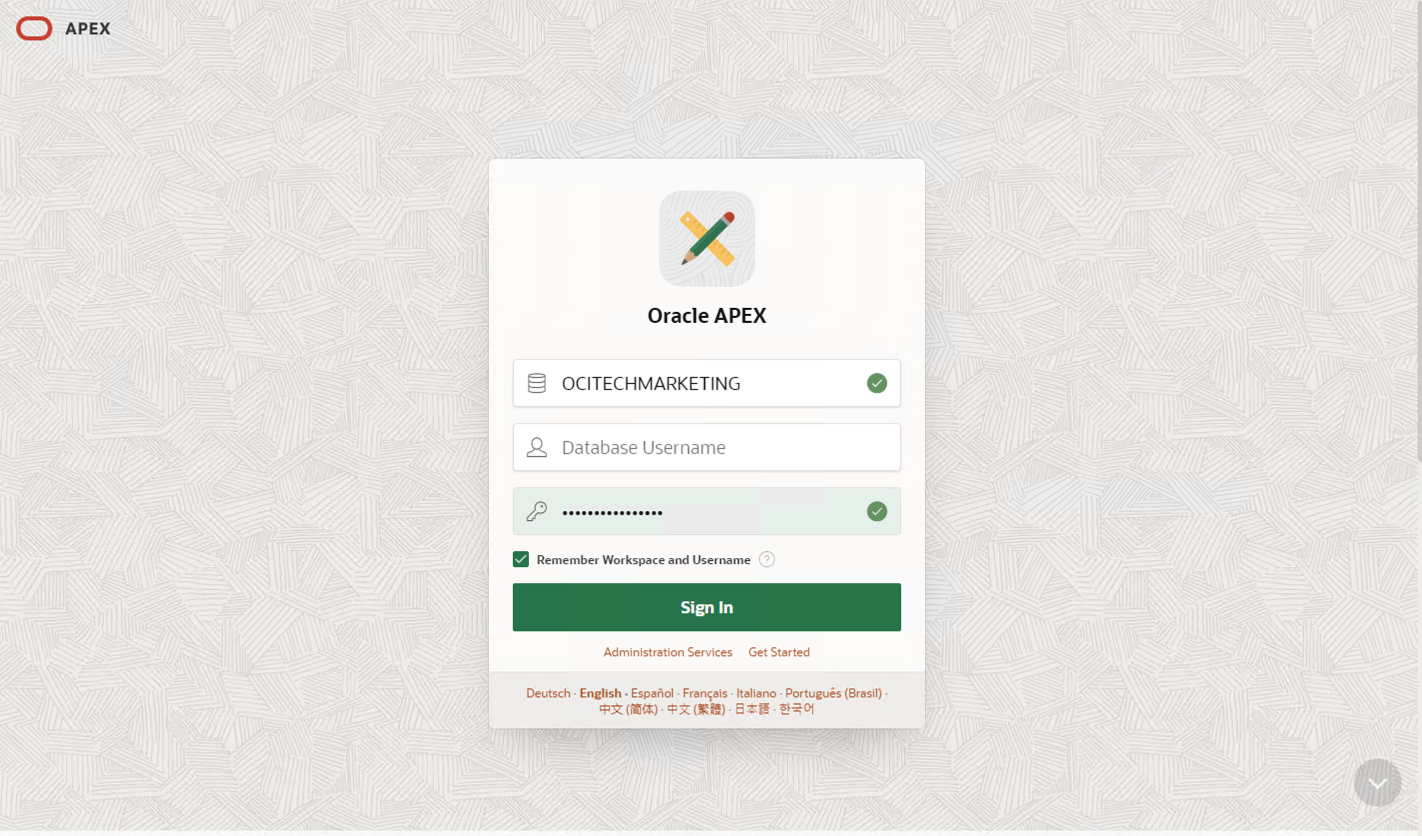 APEX
Oracle APEX
OCITECHMARKETING
Database Username
••••••••••••••••
Remember Workspace and Username ?
Sign In
Administration Services Get Started
Deutsch · English · Español · Français · Italiano · Português (Brasil) ·
中文 (简体) · 中文 (繁體) · 日本語 · 한국어